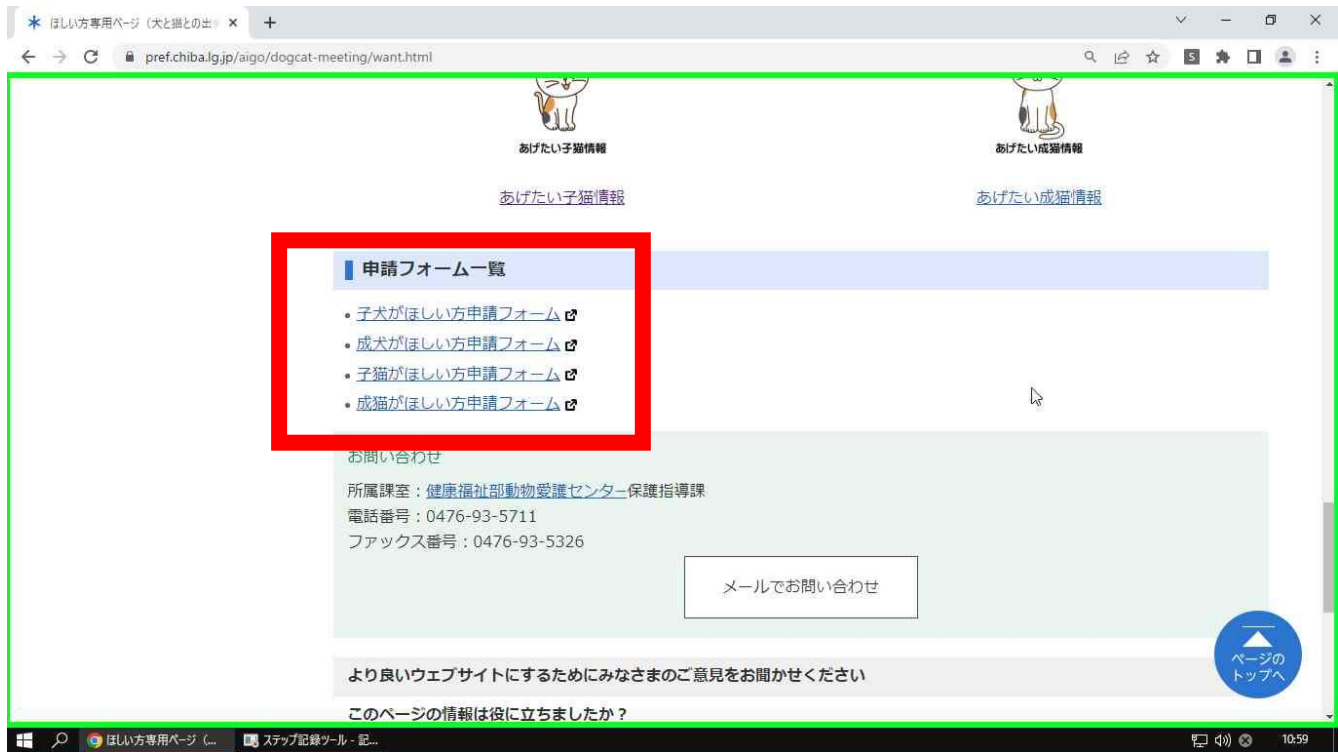 ほしい方専用ページ（犬と猫との出
pref.chiba.lg.jp/aigo/dogcat-meeting/want.html
あげたい子猫情報
あげたい成猫情報
あげたい子猫情報
あげたい成猫情報
申請フォーム一覧
子犬がほしい方申請フォーム
成犬がほしい方申請フォーム
子猫がほしい方申請フォーム
成猫がほしい方申請フォーム
お問い合わせ
所属課室：健康福祉部動物愛護センター保護指導課
電話番号：0476-93-5711
ファックス番号：0476-93-5326
メールでお問い合わせ
ページの
トップへ
より良いウェブサイトにするためにみなさまのご意見をお聞かせください
このページの情報は役に立ちましたか？
ほしい方専用ページ（...
ステップ記録ツール - 記...
10:59